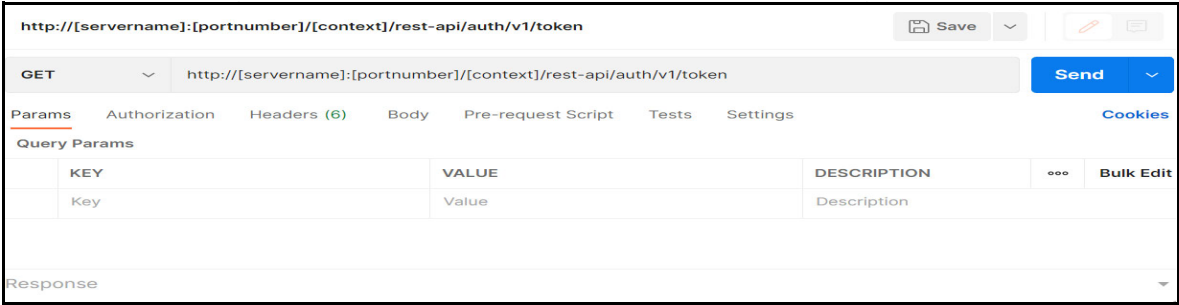 http://[servername]:[portnumber]/[context]/rest-api/auth/v1/token Save
GET http://[servername]:[portnumber]/[context]/rest-api/auth/v1/token Send
Params Authorization Headers (6) Body Pre-request Script Tests Settings Cookies
Query Params
KEY VALUE DESCRIPTION ooo Bulk Edit
Key Value Description
Response